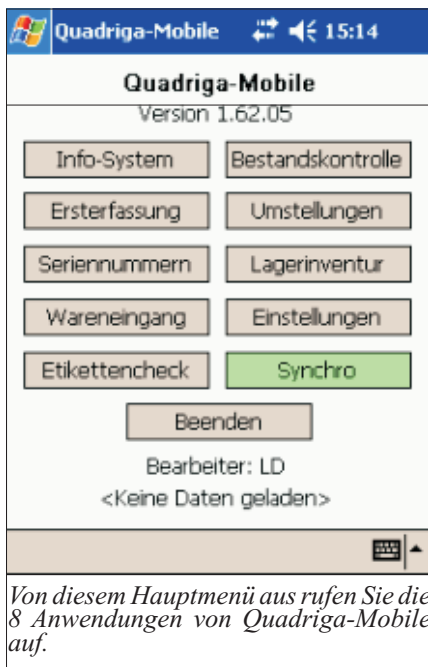 Quadriga-Mobile 15:14
Quadriga-Mobile
Version 1.62.05
Info-System Bestandskontrolle
Ersterfassung Umstellungen
Seriennummern Lagerinventur
Wareneingang Einstellungen
Etikettencheck Synchro
Beenden
Bearbeiter: LD
<Keine Daten geladen>
Von diesem Hauptmenü aus rufen Sie die
8 Anwendungen von Quadriga-Mobile
auf.